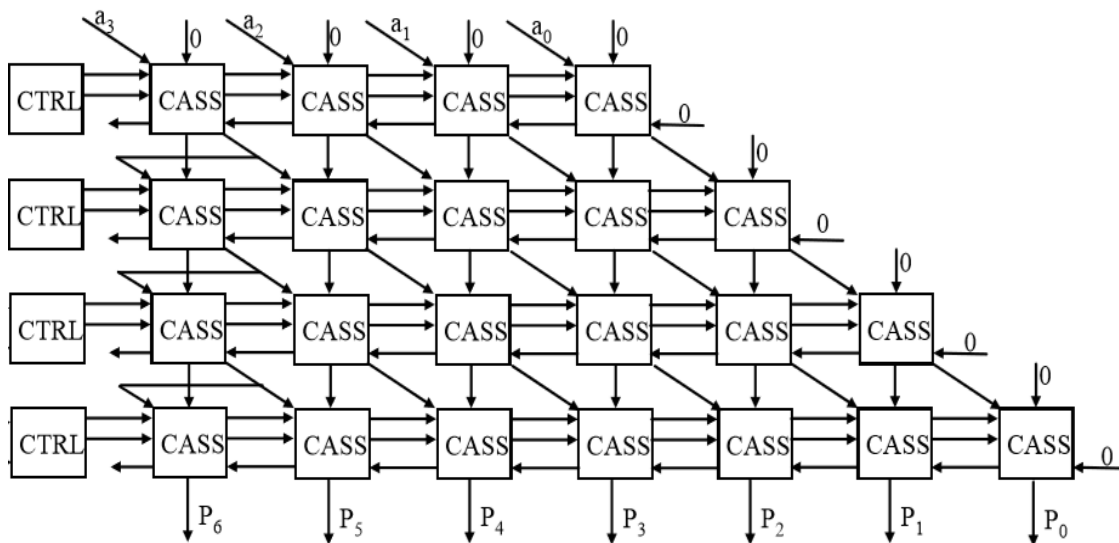 a3 0 a2 0 a1 0 a0 0
CTRL CASS CASS CASS CASS 0
0
CTRL CASS CASS CASS CASS CASS 0
0
CTRL CASS CASS CASS CASS CASS CASS 0
0
CTRL CASS CASS CASS CASS CASS CASS CASS 0
P6 P5 P4 P3 P2 P1 P0